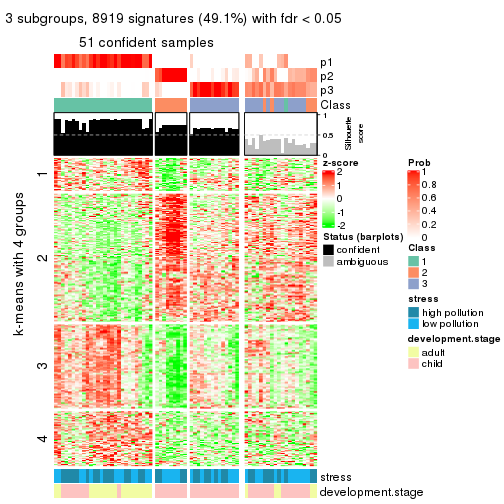 3 subgroups, 8919 signatures (49.1%) with fdr < 0.05
51 confident samples
p1
p2
p3
Class
1
0.5
0
Silhouette
score
k-means with 4 groups
1
2
3
4
stress
development.stage
z-score
2
1
0
-1
-2
Status (barplots)
confident
ambiguous
Prob
1
0.8
0.6
0.4
0.2
0
Class
1
2
3
stress
high pollution
low pollution
development.stage
adult
child